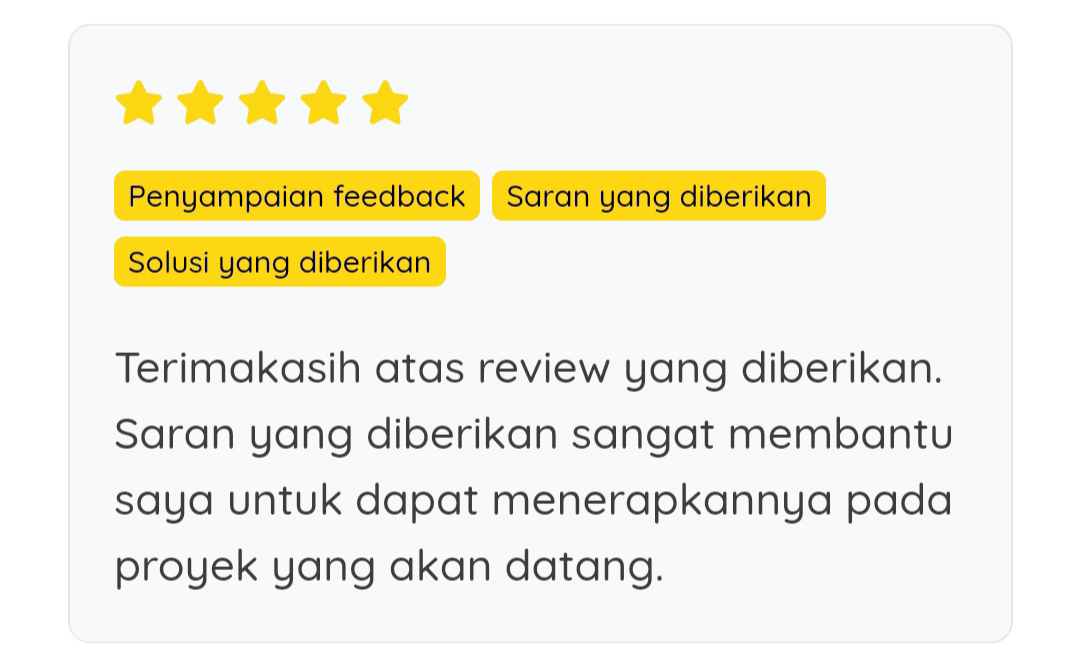 Penyampaian feedback Saran yang diberikan
Solusi yang diberikan
Terimakasih atas review yang diberikan.
Saran yang diberikan sangat membantu
saya untuk dapat menerapkannya pada
proyek yang akan datang.